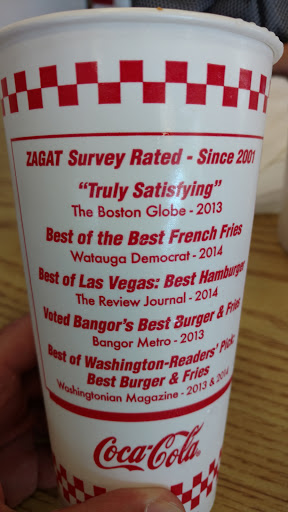 ZAGAT Survey Rated - Since 2001
"Truly Satisfying"
The Boston Globe - 2013
Best of the Best French Fries
Watauga Democrat - 2014
Best of Las Vegas: Best Hamburger
The Review Journal - 2014
Voted Bangor's Best Burger & Fries
Bangor Metro - 2013
Best of Washington-Readers' Pick:
Best Burger & Fries
Washingtonian Magazine - 2013 & 2014
Coca-Cola®